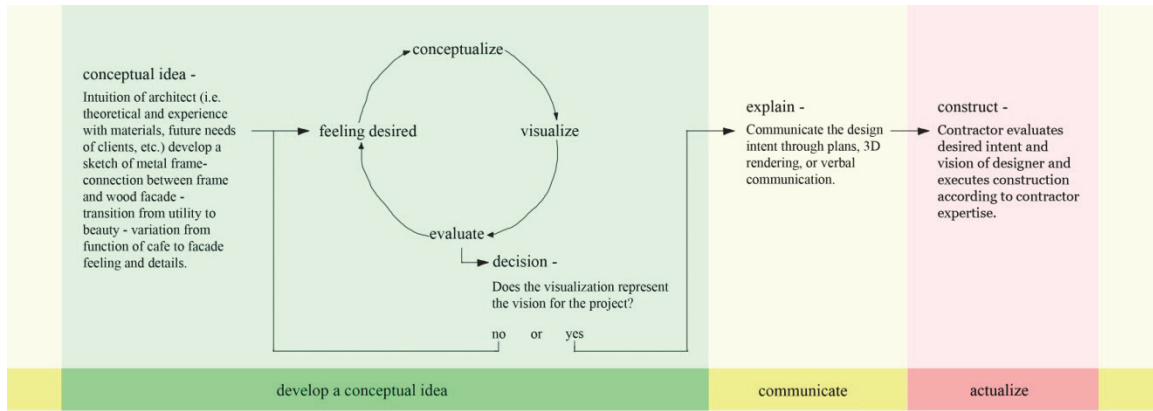 conceptual idea -
Intuition of architect (i.e.
theoretical and experience
with materials, future needs
of clients, etc.) develop a
sketch of metal frame-
connection between frame
and wood facade -
transition from utility to
beauty - variation from
function of cafe to facade
feeling and details.
feeling desired
conceptualize
visualize
evaluate
decision -
Does the visualization represent
the vision for the project?
no or yes
explain -
Communicate the design
intent through plans, 3D
rendering, or verbal
communication.
construct -
Contractor evaluates
desired intent and
vision of designer and
executes construction
according to contractor
expertise.
develop a conceptual idea
communicate
actualize